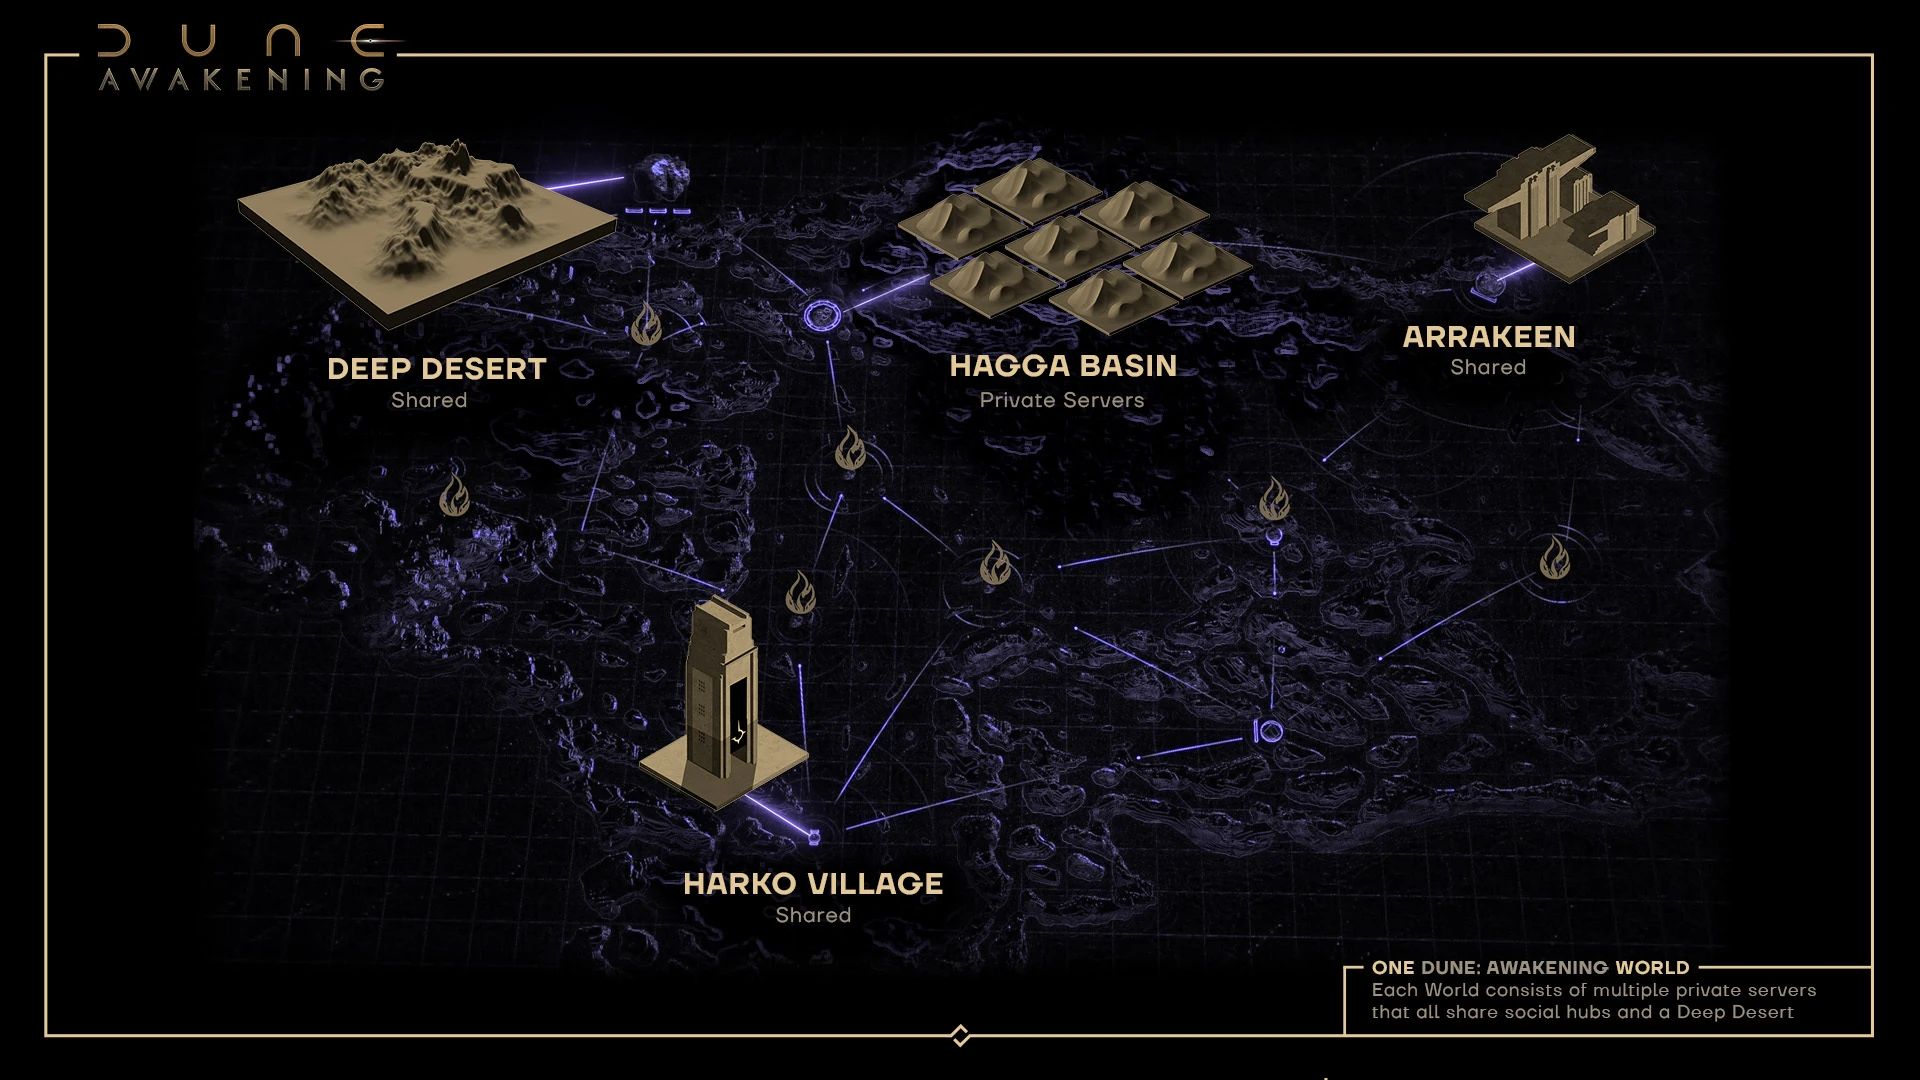 DUNE
AWAKENING
DEEP DESERT
Shared
HAGGA BASIN
Private Servers
ARRAKEEN
Shared
HARKO VILLAGE
Shared
ONE DUNE: AWAKENING WORLD
Each World consists of multiple private servers
that all share social hubs and a Deep Desert